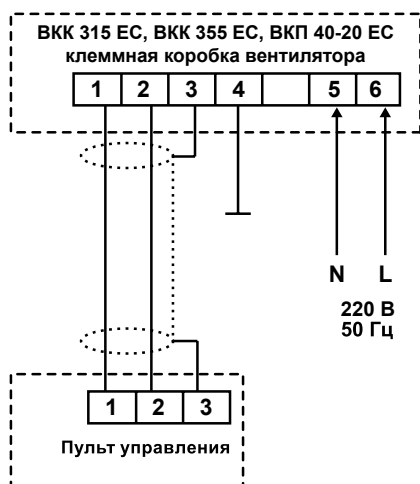 ВКК 315 ЕС, ВКК 355 ЕС, ВКП 40-20 ЕС
клеммная коробка вентилятора
1 2 3 4 5 6
N L
220 В
50 Гц
1 2 3
Пульт управления